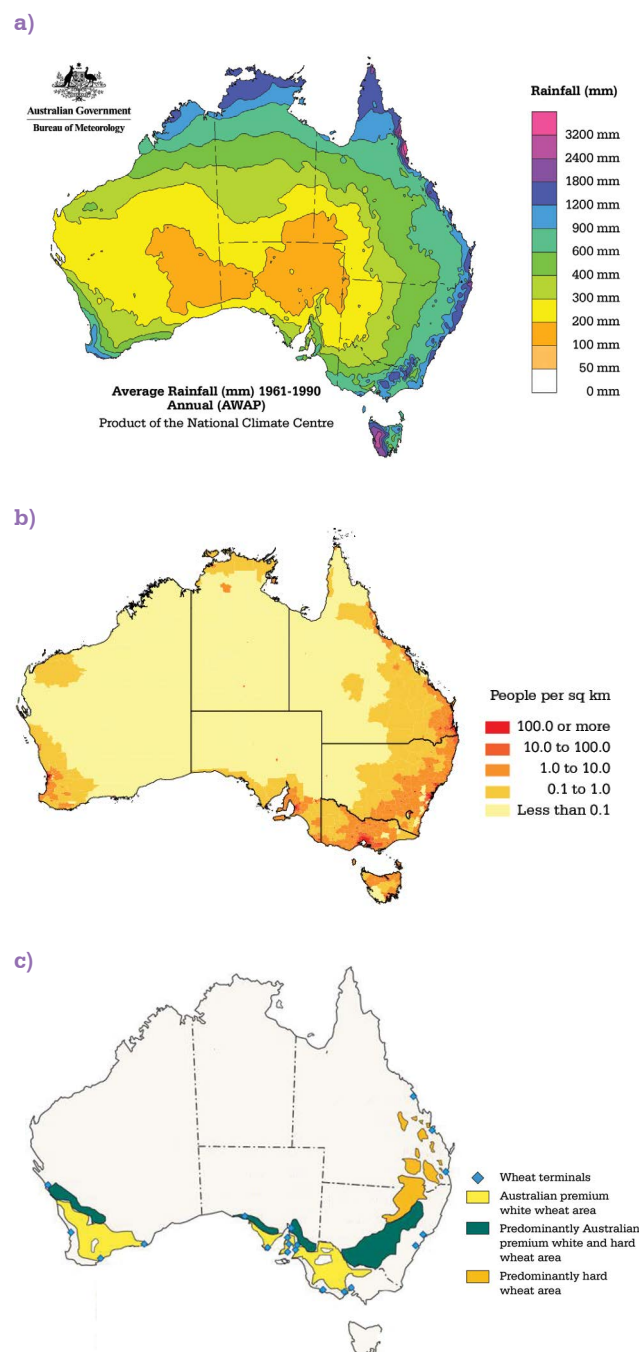 a)
Australian Government
Bureau of Meteorology
Rainfall (mm)
3200 mm
2400 mm
1800 mm
1200 mm
900 mm
600 mm
400 mm
300 mm
200 mm
100 mm
50 mm
0 mm
Average Rainfall (mm) 1961-1990
Annual (AWAP)
Product of the National Climate Centre
b)
People per sq km
100.0 or more
10.0 to 100.0
1.0 to 10.0
0.1 to 1.0
Less than 0.1
c)
Wheat terminals
Australian premium
white wheat area
Predominantly Australian
premium white and hard
wheat area
Predominantly hard
wheat area